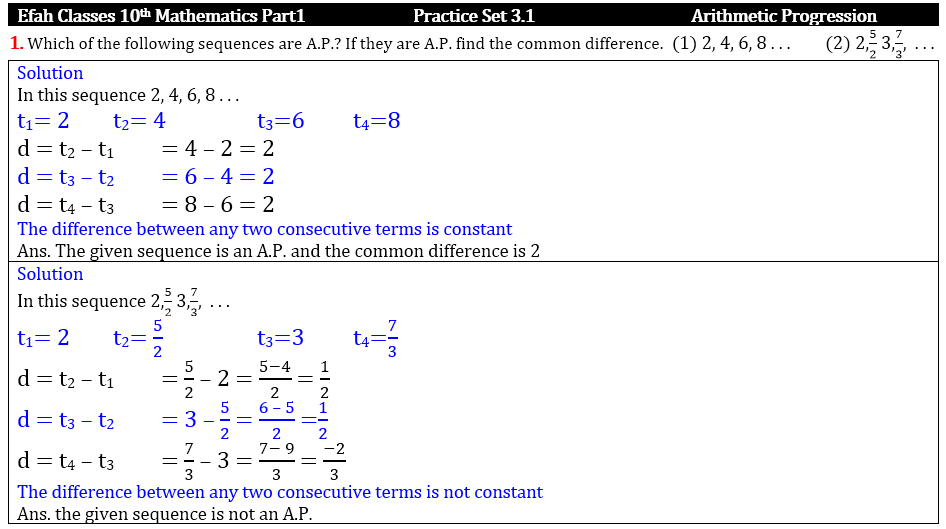 Efah Classes 10th Mathematics Part1 Practice Set 3.1 Arithmetic Progression
1. Which of the following sequences are A.P.? If they are A.P. find the common difference. (1) 2, 4, 6, 8 . . . (2) 2, 5/2 3, 7/3, . . .
Solution
In this sequence 2, 4, 6, 8 . . .
t₁= 2 t₂= 4 t₃=6 t₄=8
d = t₂ – t₁ = 4 – 2 = 2
d = t₃ – t₂ = 6 – 4 = 2
d = t₄ – t₃ = 8 – 6 = 2
The difference between any two consecutive terms is constant
Ans. The given sequence is an A.P. and the common difference is 2
Solution
In this sequence 2, 5/2 3, 7/3, . . .
t₁= 2 t₂= 5/2 t₃=3 t₄=7/3
d = t₂ – t₁ = 5/2 – 2 = (5–4)/2 = 1/2
d = t₃ – t₂ = 3 – 5/2 = (6 – 5)/2 = 1/2
d = t₄ – t₃ = 7/3 – 3 = (7– 9)/3 = –2/3
The difference between any two consecutive terms is not constant
Ans. the given sequence is not an A.P.